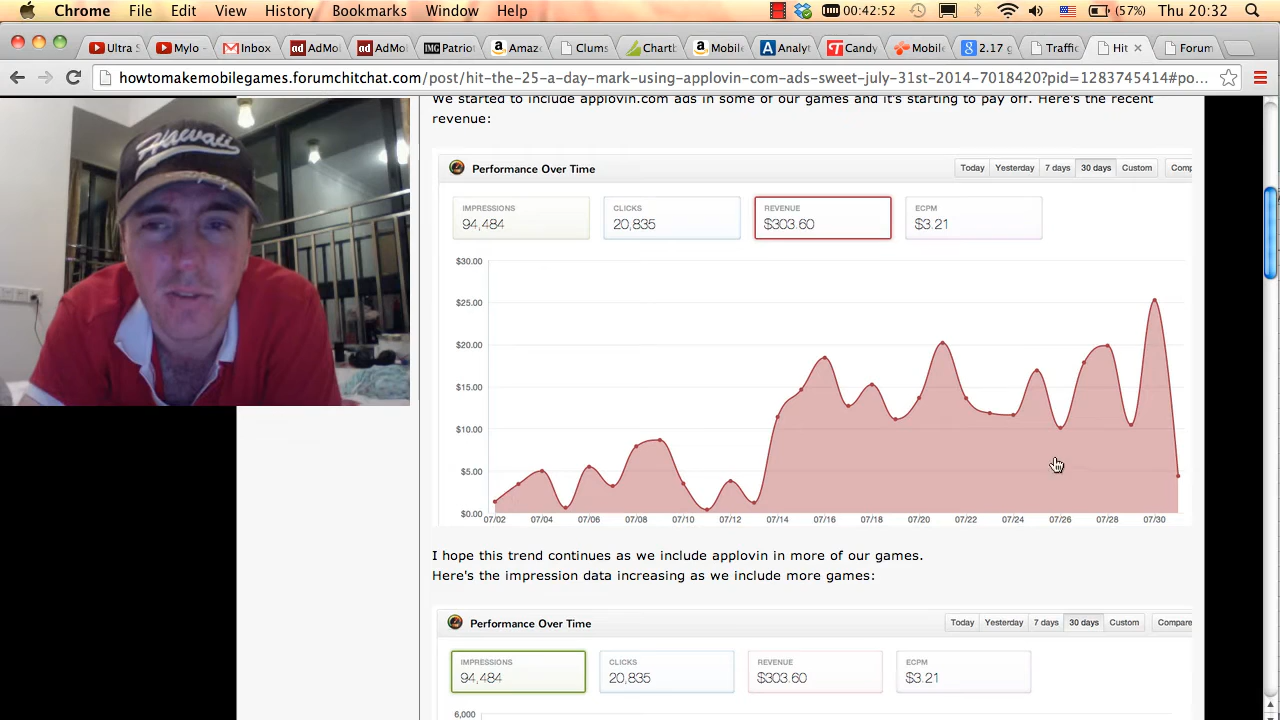 Chrome File Edit View History Bookmarks Window Help 00:42:52 (57%) Thu 20:32
Ultra Mylo Inbox AdMo AdMo IMG Patrio Amaz Clums Chartb Mobile Analy Cand Mobile 2.17 g Traffi Hit Form
howtomakemobilegames.forumchitchat.com/post/hit-the-25-a-day-mark-using-applovin-com-ads-sweet-july-31st-2014-7018420?pid=1283745414#po...
We started to include applovin.com ads in some of our games and it's starting to pay off. Here's the recent
revenue:
Performance Over Time Today Yesterday 7 days 30 days Custom Comp
IMPRESSIONS CLICKS REVENUE ECPM
94,484 20,835 $303.60 $3.21
$30.00
$25.00
$20.00
$15.00
$10.00
$5.00
$0.00
07/02 07/04 07/06 07/08 07/10 07/12 07/14 07/16 07/18 07/20 07/22 07/24 07/26 07/28 07/30
I hope this trend continues as we include applovin in more of our games.
Here's the impression data increasing as we include more games:
Performance Over Time Today Yesterday 7 days 30 days Custom Compare
IMPRESSIONS CLICKS REVENUE ECPM
94,484 20,835 $303.60 $3.21
6,000
Hawaii